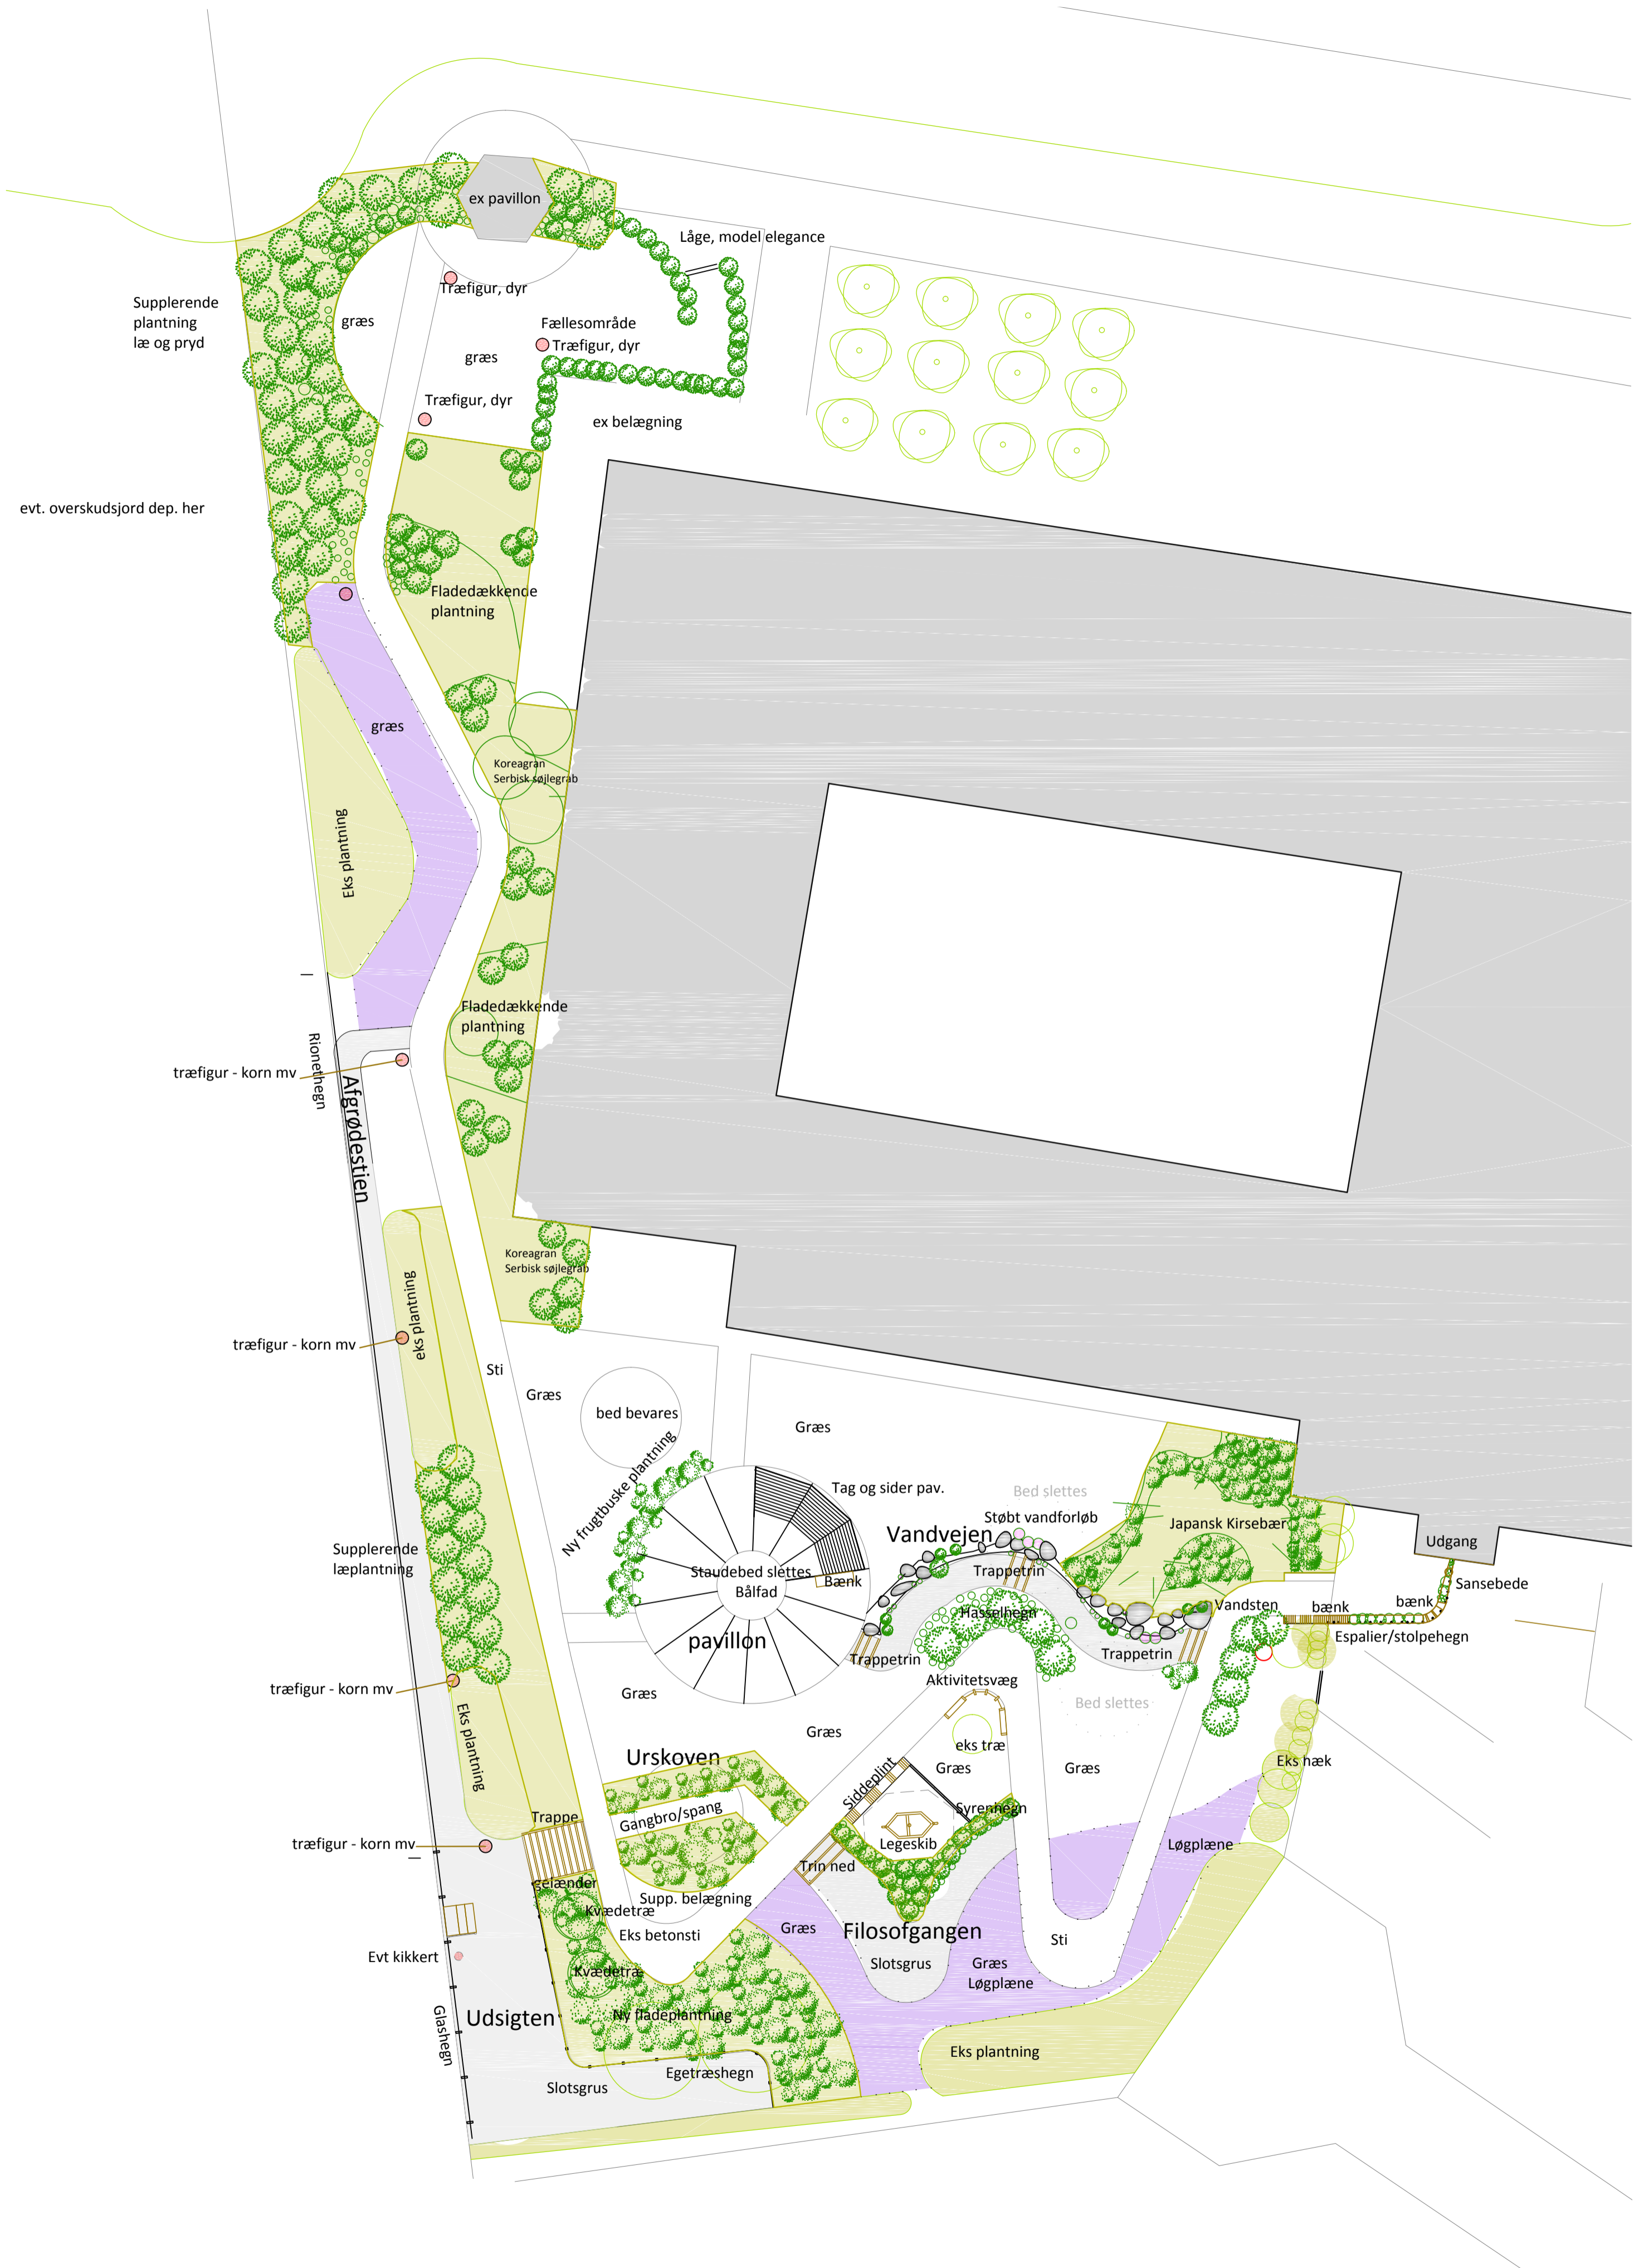 ex pavillon
Låge, model elegance
Træfigur, dyr
Supplerende
plantning
læ og pryd
græs
Fællesområde
Træfigur, dyr
græs
Træfigur, dyr
ex belægning
evt. overskudsjord dep. her
Fladedækkende
plantning
græs
Koreagran
Serbisk søjlegrab
Eks plantning
Fladedækkende
plantning
Rionethegn
træfigur - korn mv
Afgrødestien
Koreagran
Serbisk søjlegrab
eks plantning
træfigur - korn mv
Sti
Græs
bed bevares
Græs
Ny frugtbuske plantning
Tag og sider pav.
Bed slettes
Støbt vandforløb
Vandvejen
Japansk Kirsebær
Udgang
Supplerende
læplantning
Staudebed slettes
Bålfad
Bænk
Trappetrin
Sansebede
bænk
bænk
Vandsten
Hasselhegn
Espalier/stolpehegn
pavillon
Trappetrin
Trappetrin
Aktivitetsvæg
træfigur - korn mv
Græs
Bed slettes
Græs
eks træ
Eks plantning
Urskoven
Siddeplint
Græs
Græs
Eks hæk
Trappe
Gangbro/spang
Syrenhegn
træfigur - korn mv
Legeskib
Løgplæne
Trin ned
gelænder
Supp. belægning
Kvædetræ
Eks betonsti
Græs
Filosofgangen
Sti
Evt kikkert
Slotsgrus
Græs
Løgplæne
Kvædetræ
Glashegn
Udsigten
Ny fladeplantning
Eks plantning
Egetræshegn
Slotsgrus